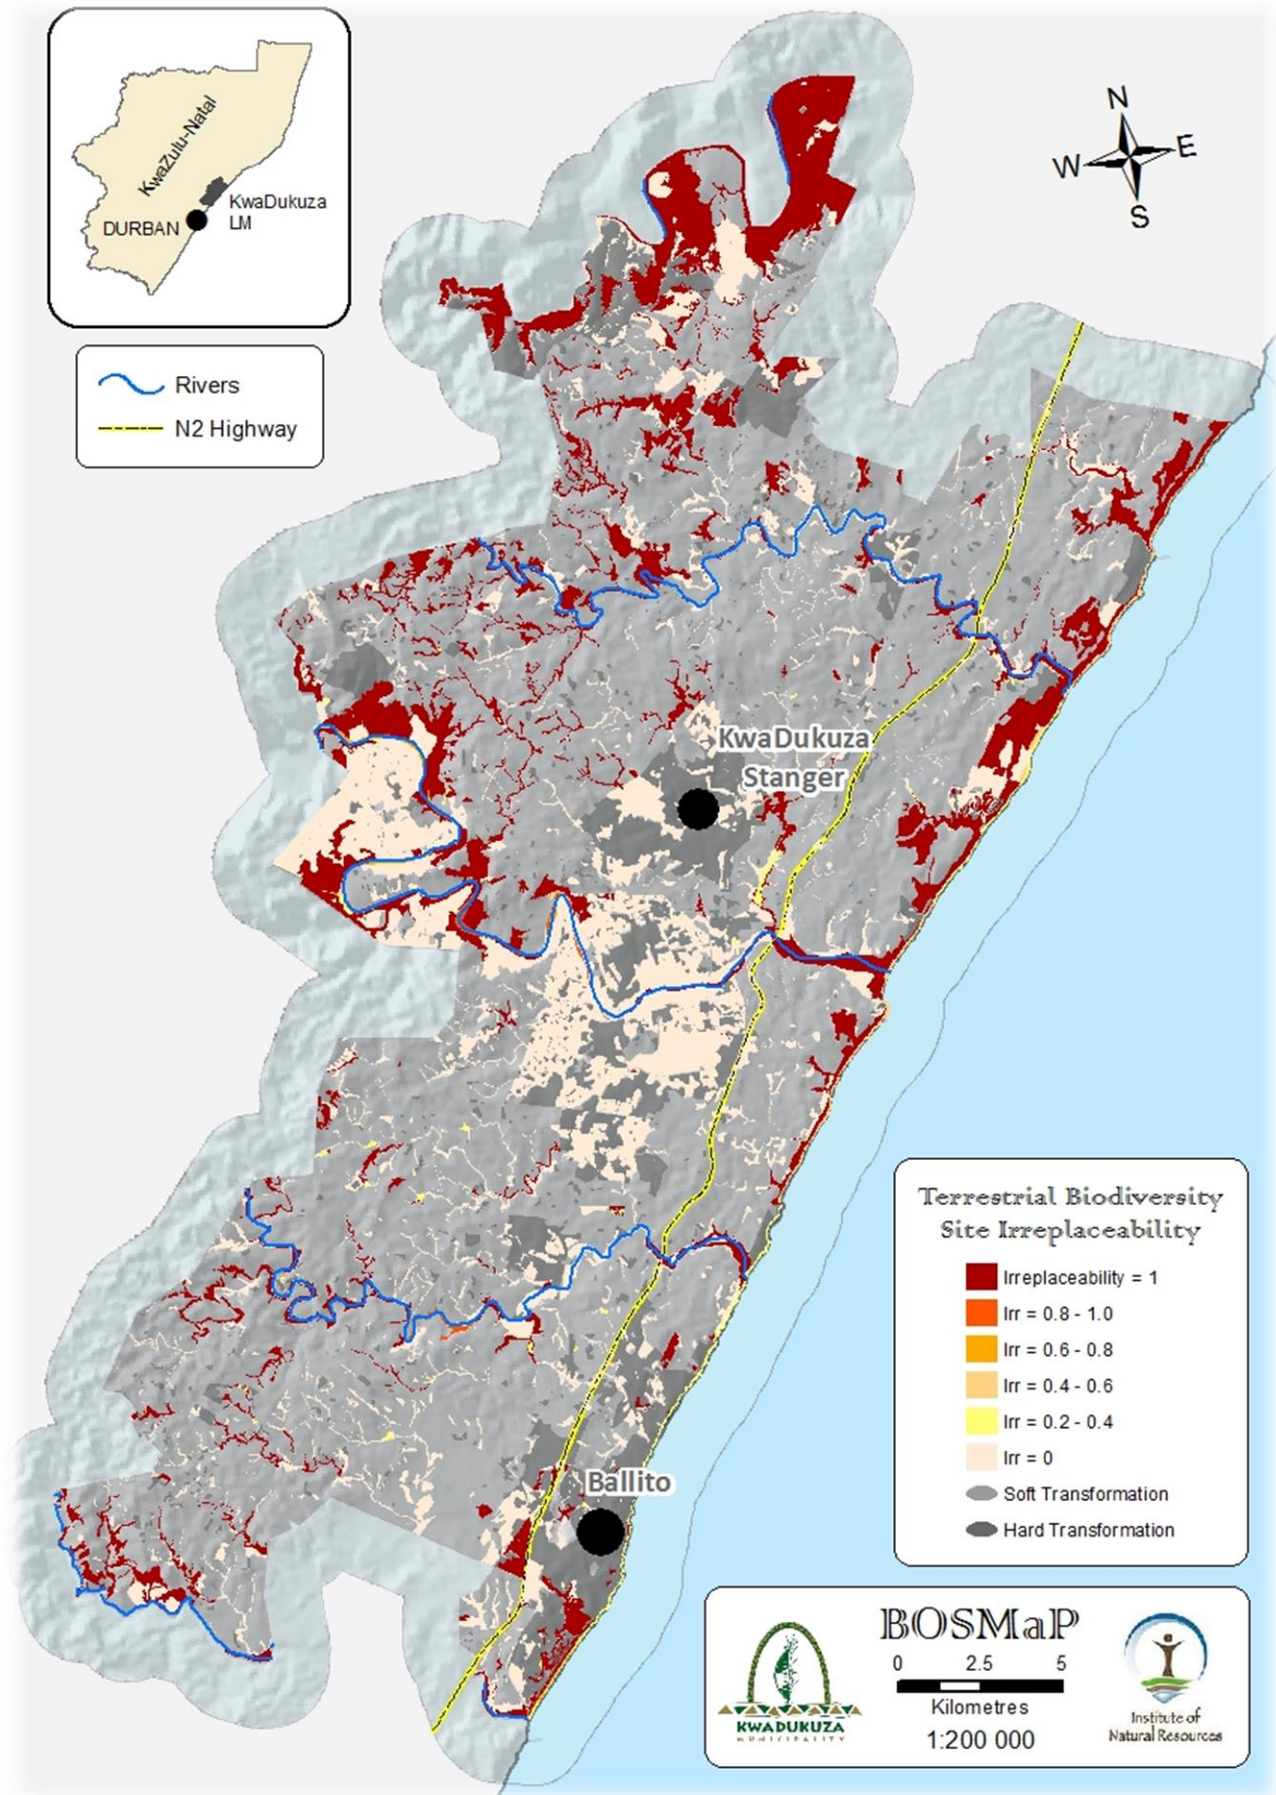 KwaZulu-Natal
KwaDukuza
LM
DURBAN
N
W
E
S
Rivers
N2 Highway
KwaDukuza
Stanger
Ballito
Terrestrial Biodiversity
Site Irreplaceability
Irreplaceability = 1
Irr = 0.8 - 1.0
Irr = 0.6 - 0.8
Irr = 0.4 - 0.6
Irr = 0.2 - 0.4
Irr = 0
Soft Transformation
Hard Transformation
KWADUKUZA
MUNICIPALITY
BOSMaP
0 2.5 5
Kilometres
1:200 000
Institute of
Natural Resources